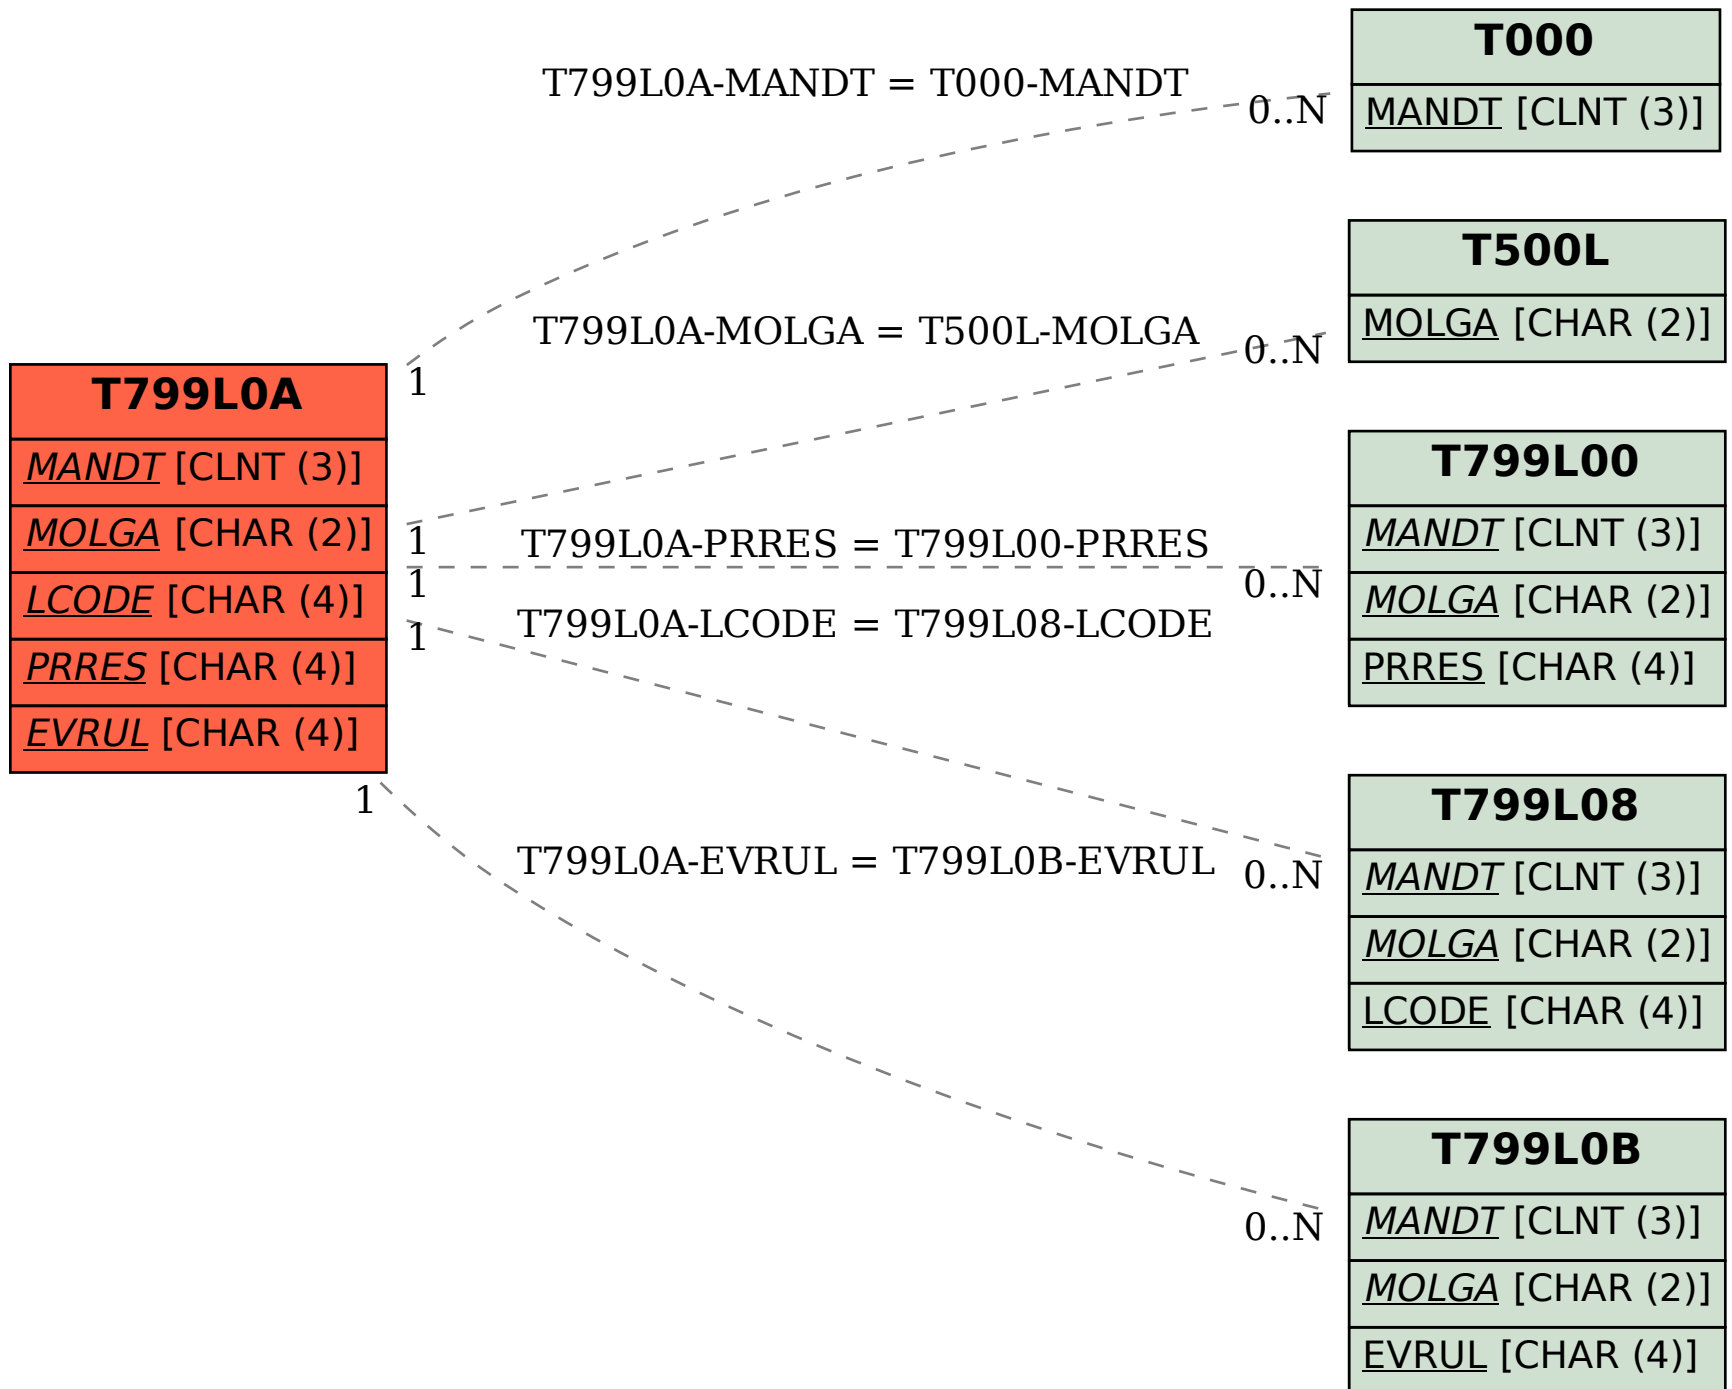 T000
MANDT [CLNT (3)]
T799L0A-MANDT = T000-MANDT
0..N
1
T500L
MOLGA [CHAR (2)]
T799L0A-MOLGA = T500L-MOLGA
0..N
1
T799L0A
MANDT [CLNT (3)]
MOLGA [CHAR (2)]
LCODE [CHAR (4)]
PRRES [CHAR (4)]
EVRUL [CHAR (4)]
T799L0A-PRRES = T799L00-PRRES
1
0..N
T799L00
MANDT [CLNT (3)]
MOLGA [CHAR (2)]
PRRES [CHAR (4)]
T799L0A-LCODE = T799L08-LCODE
1
0..N
T799L08
MANDT [CLNT (3)]
MOLGA [CHAR (2)]
LCODE [CHAR (4)]
1
T799L0A-EVRUL = T799L0B-EVRUL
0..N
T799L0B
MANDT [CLNT (3)]
MOLGA [CHAR (2)]
EVRUL [CHAR (4)]